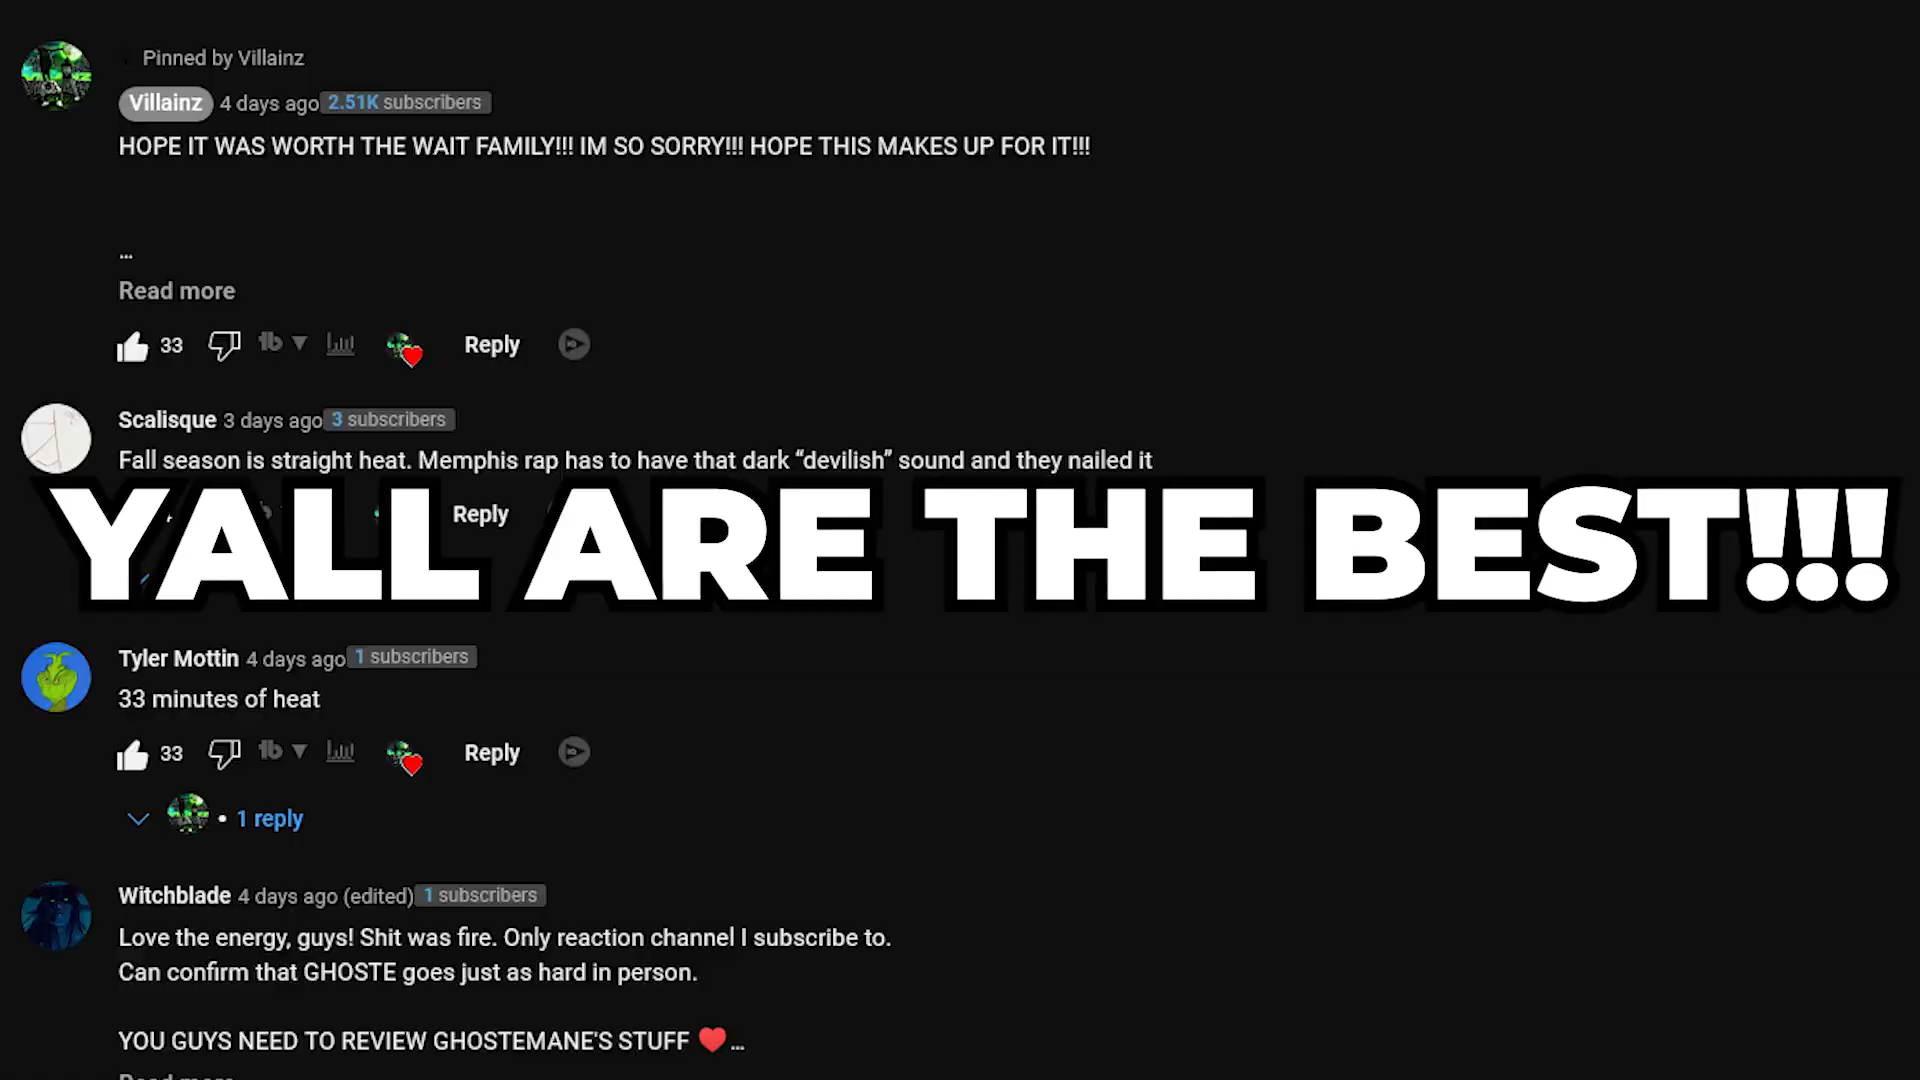 Pinned by Villainz
Villainz 4 days ago 2.51K subscribers
HOPE IT WAS WORTH THE WAIT FAMILY!!! IM SO SORRY!!! HOPE THIS MAKES UP FOR IT!!!
...
Read more
33 Reply
Scalisque 3 days ago 3 subscribers
Fall season is straight heat. Memphis rap has to have that dark “devilish” sound and they nailed it
Reply
YALL ARE THE BEST!!!
Tyler Mottin 4 days ago 1 subscribers
33 minutes of heat
33 Reply
• 1 reply
Witchblade 4 days ago (edited) 1 subscribers
Love the energy, guys! Shit was fire. Only reaction channel I subscribe to.
Can confirm that GHOSTE goes just as hard in person.
YOU GUYS NEED TO REVIEW GHOSTEMANE'S STUFF ❤️ ...
Read more